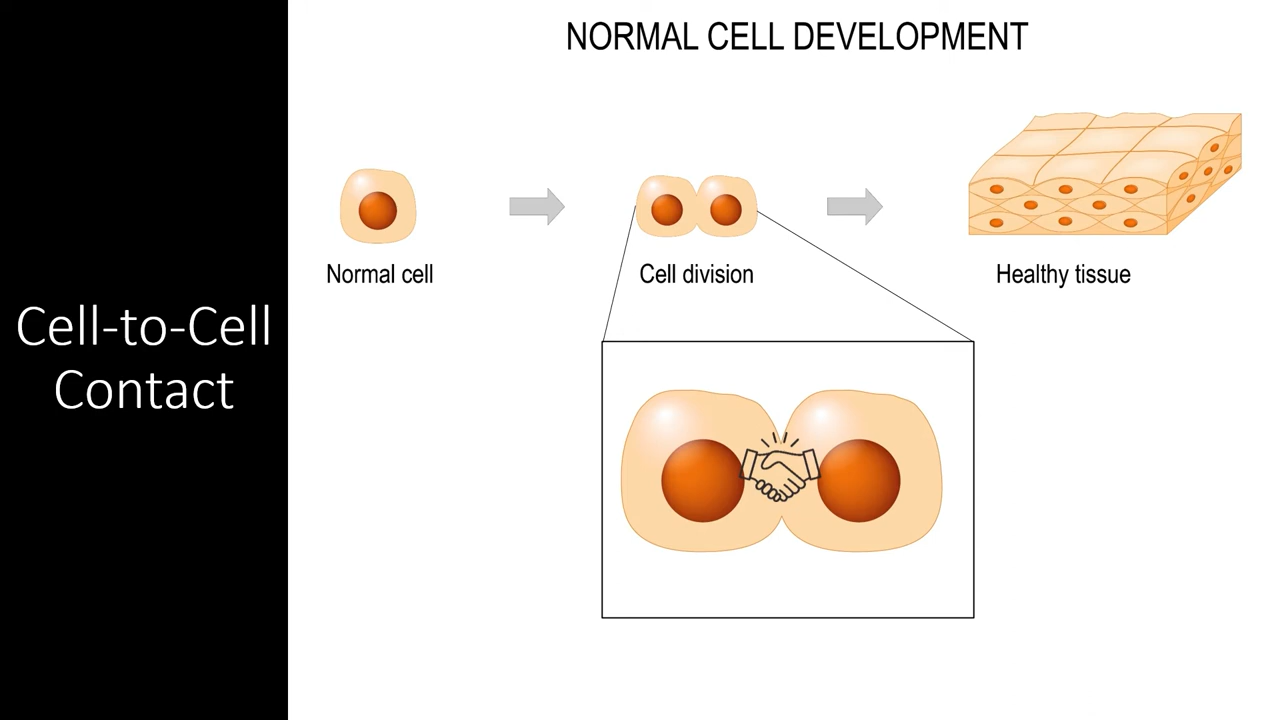 NORMAL CELL DEVELOPMENT
Normal cell
Cell division
Healthy tissue
Cell-to-Cell
Contact